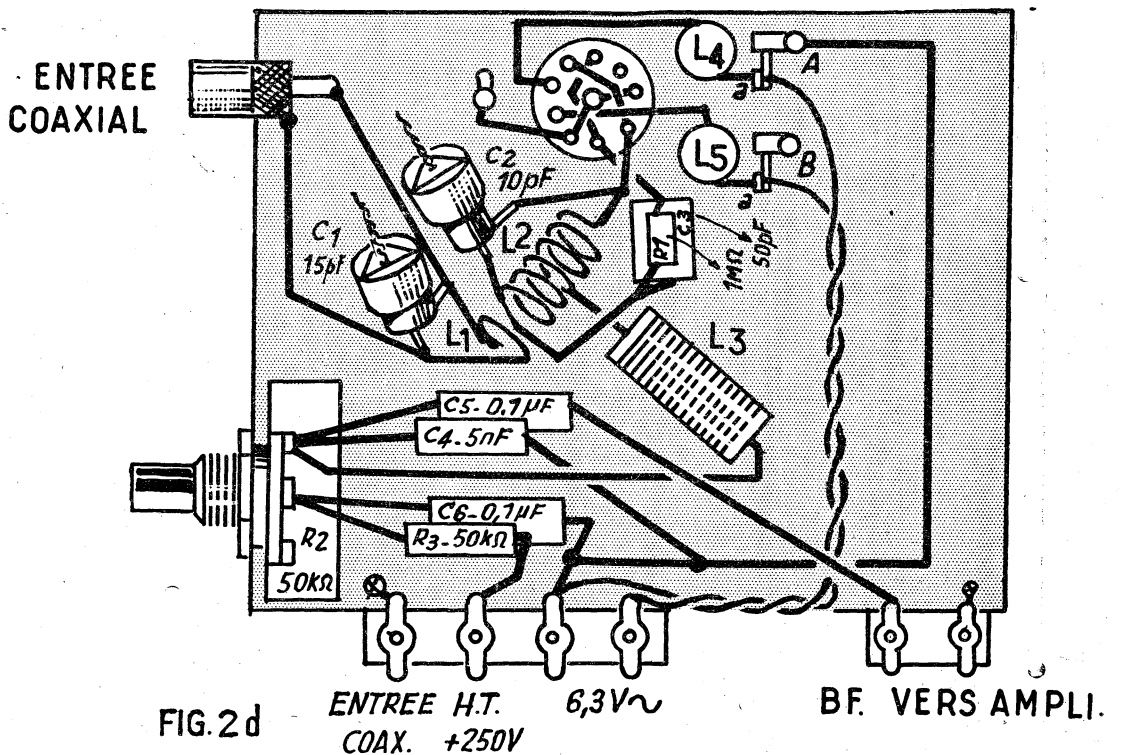 ENTREE
COAXIAL
C1
15pF
C2
10pF
L4
A
a
L5
B
a
L2
R1
C3
1MΩ
50pF
L1
L3
C5-0,1µF
C4-5nF
C6-0,1µF
R3-50kΩ
R2
50kΩ
ENTREE H.T. 6,3V~
COAX. +250V
BF. VERS AMPLI.
FIG. 2d